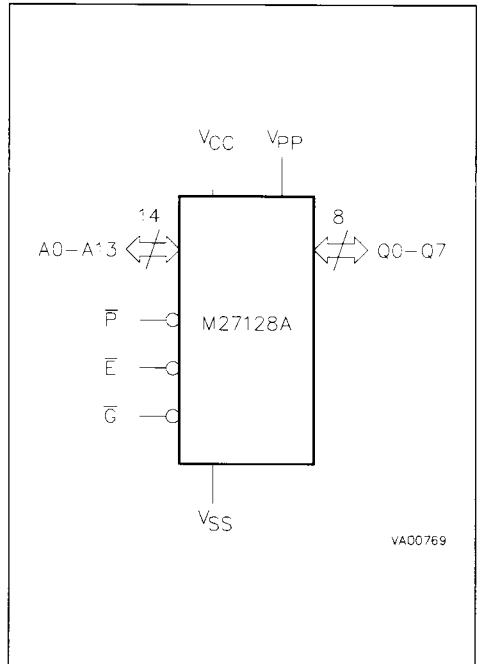 VCC VPP
14 8
A0-A13 Q0-Q7
P̅
M27128A
E̅
G̅
VSS
VA00769